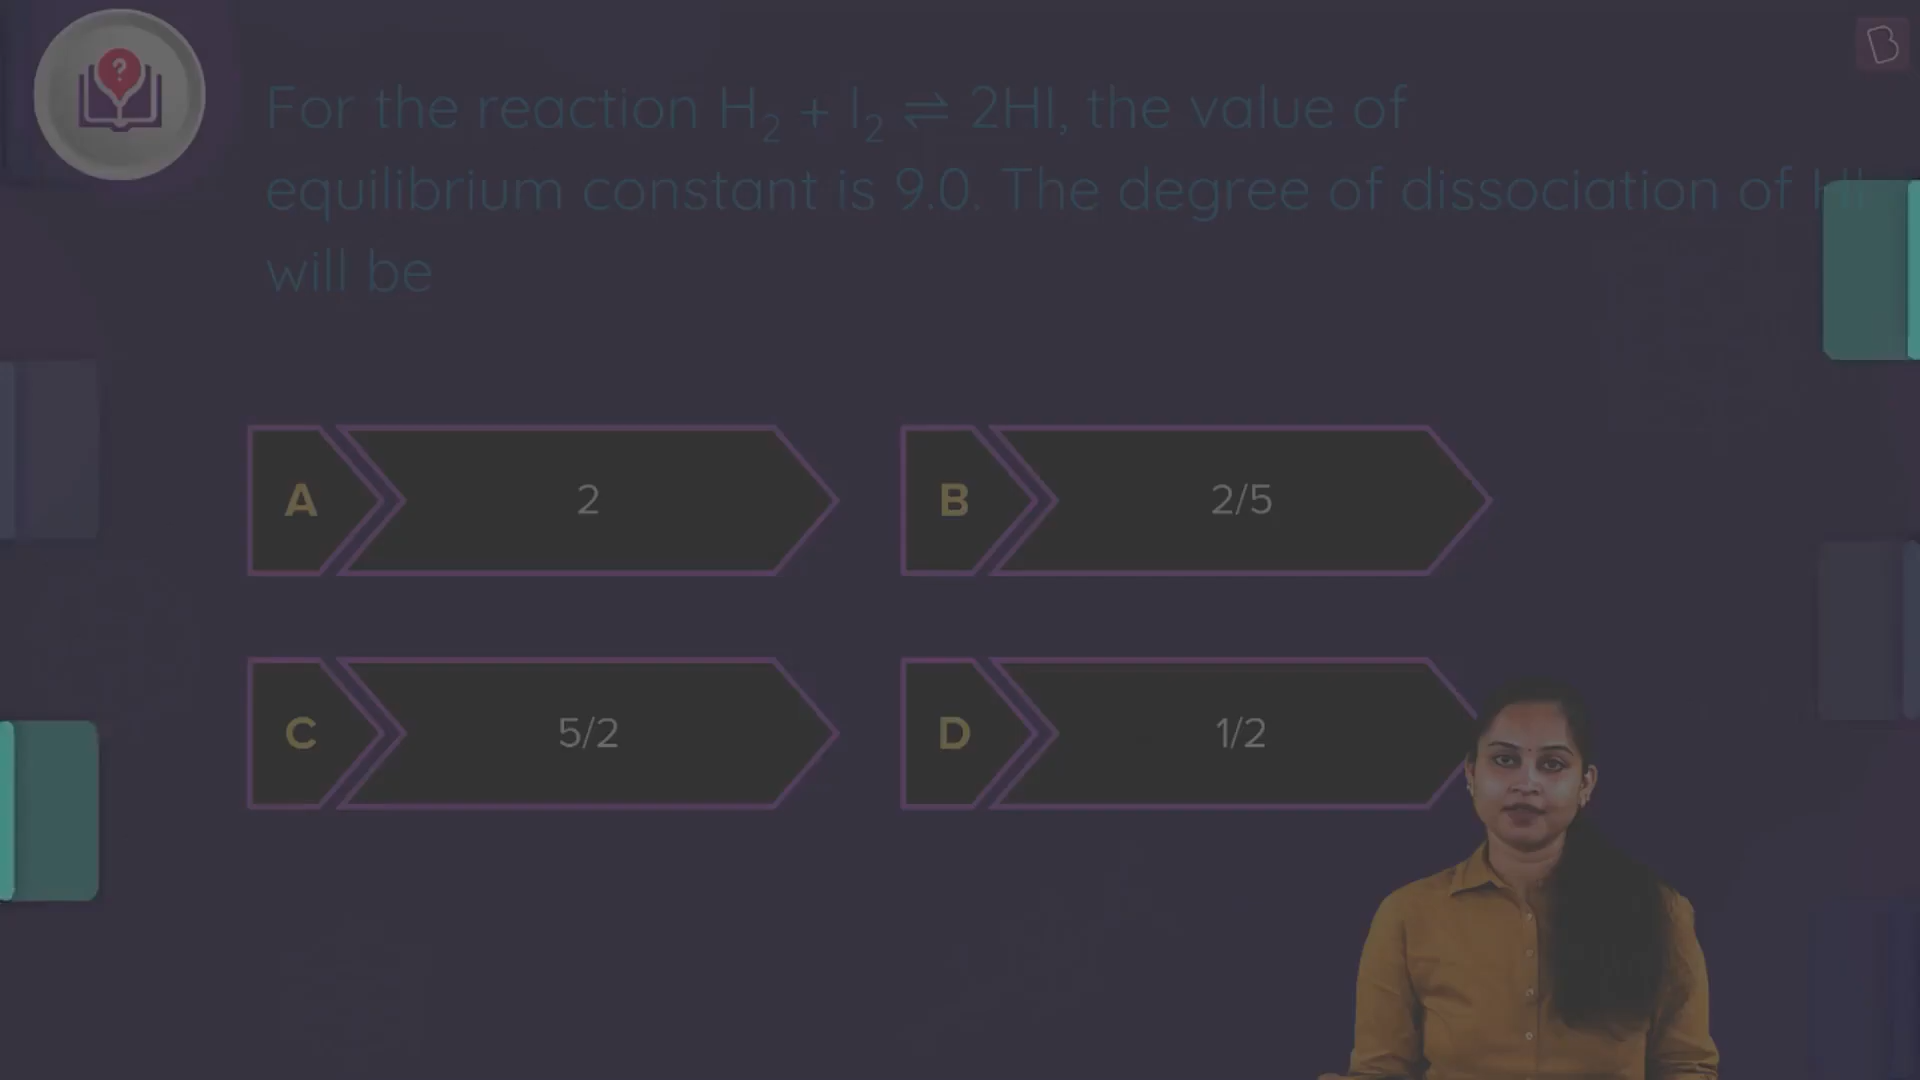 ?
B
For the reaction H₂ + I₂ ⇌ 2HI, the value of
equilibrium constant is 9.0. The degree of dissociation of HI
will be
A 2
B 2/5
C 5/2
D 1/2